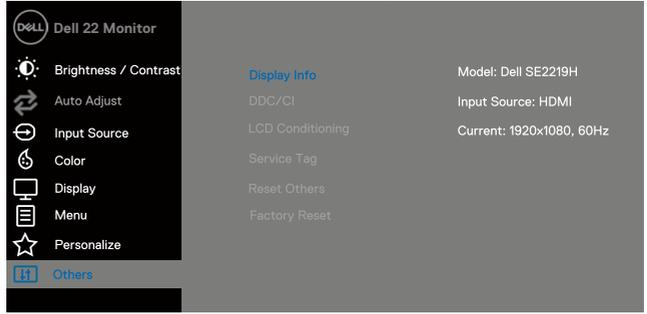 DELL
Dell 22 Monitor
Brightness / Contrast
Auto Adjust
Input Source
Color
Display
Menu
Personalize
Others
Display Info
DDC/CI
LCD Conditioning
Service Tag
Reset Others
Factory Reset
Model: Dell SE2219H
Input Source: HDMI
Current: 1920x1080, 60Hz